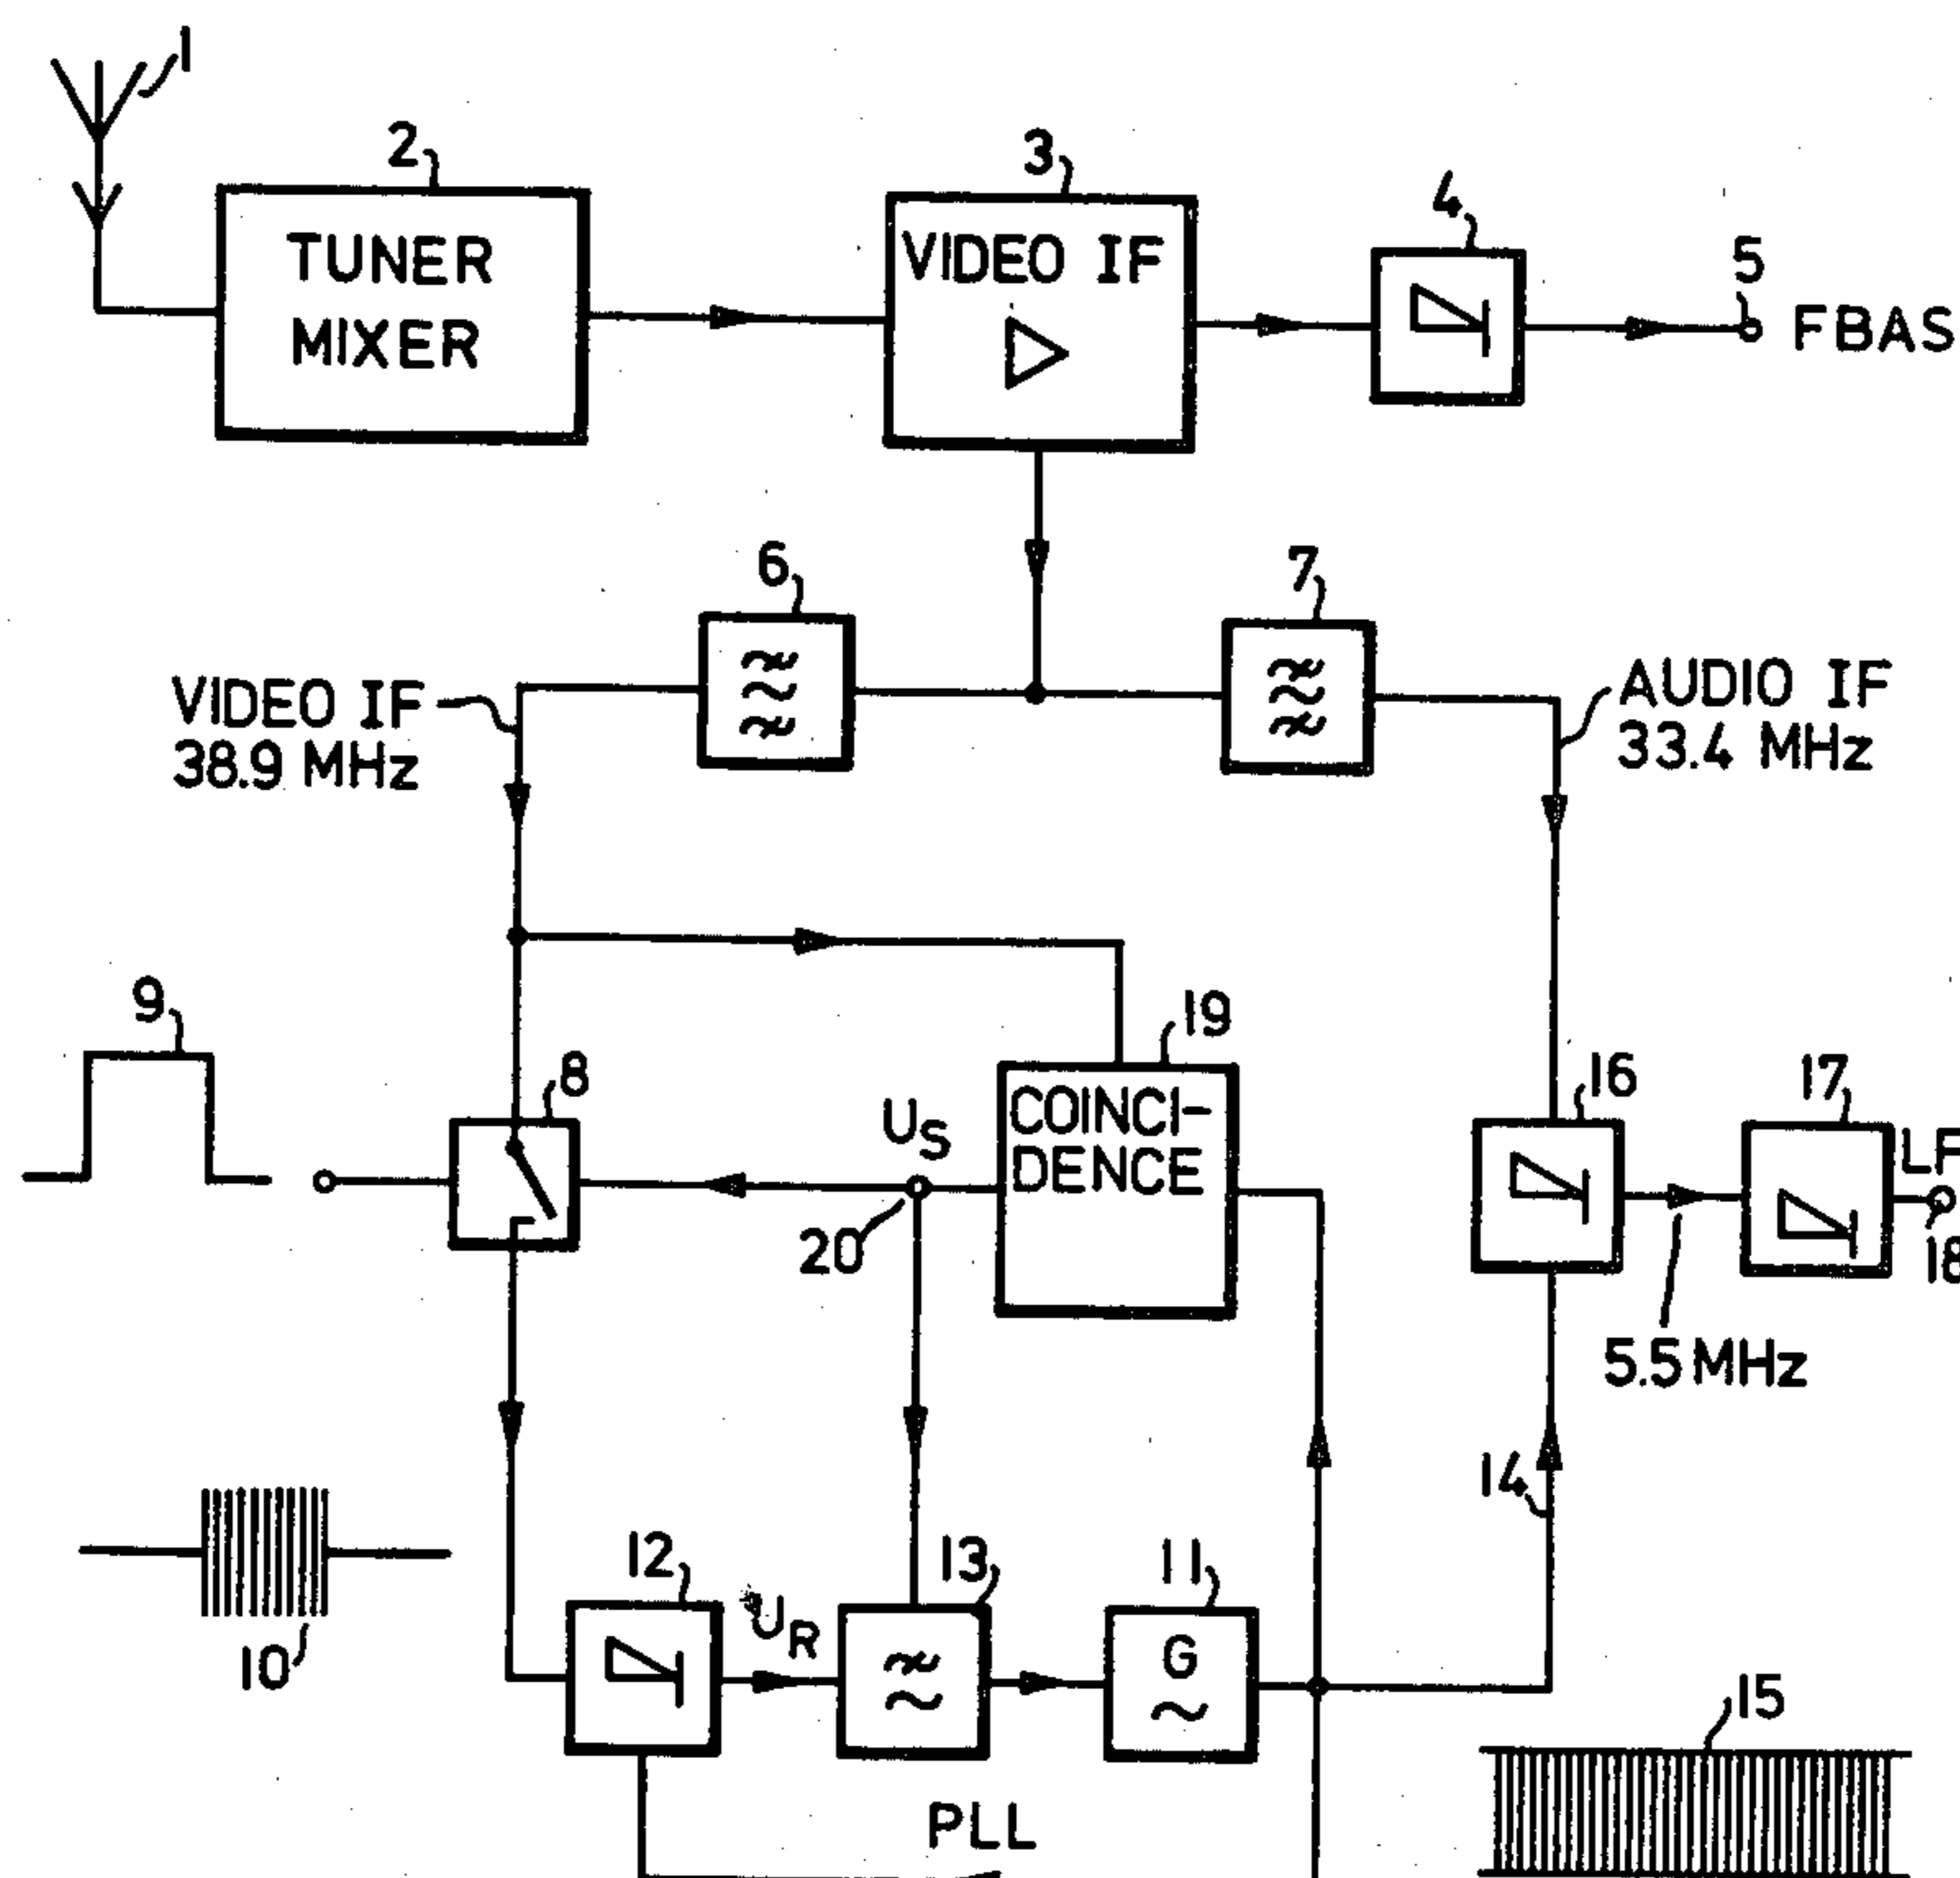 1
2
TUNER
MIXER
3
VIDEO IF
4
5
FBAS
6
7
VIDEO IF
38.9 MHz
AUDIO IF
33.4 MHz
9
8
19
COINCI-
DENCE
US
20
16
17
LF
18
5.5 MHz
14
10
12
UR
13
11
G
15
PLL